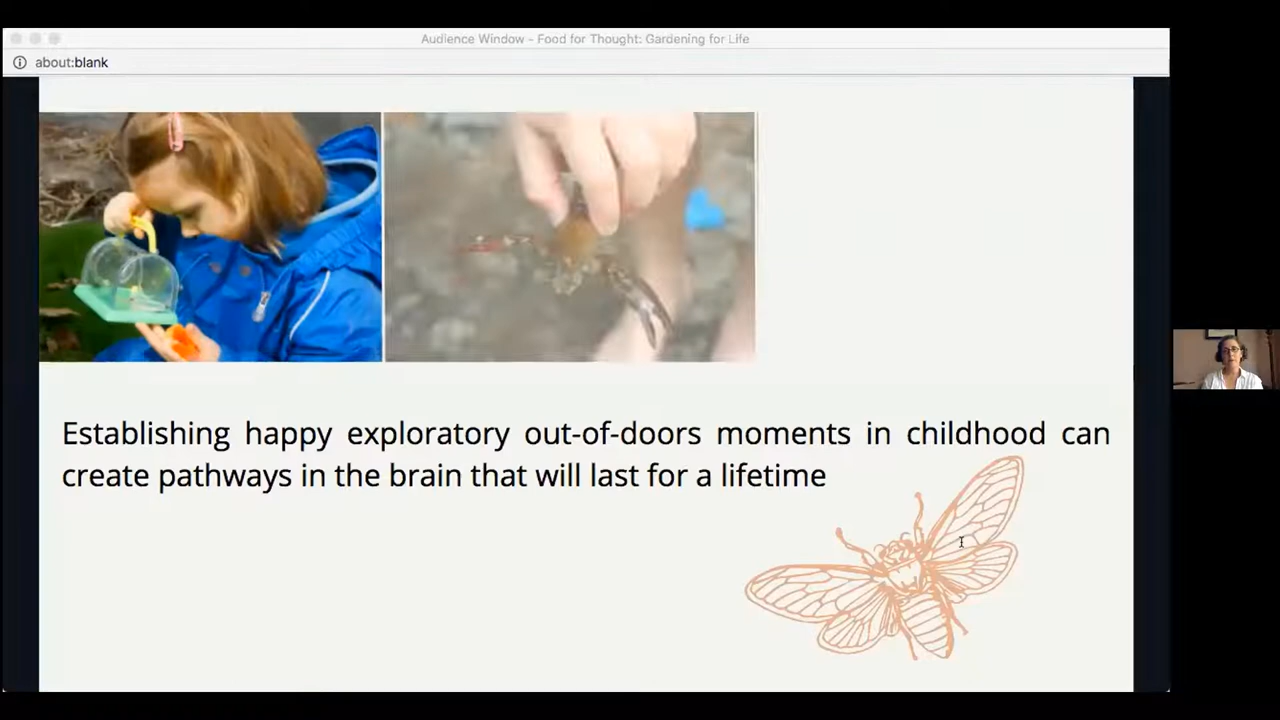 Audience Window - Food for Thought: Gardening for Life
about:blank
Establishing happy exploratory out-of-doors moments in childhood can
create pathways in the brain that will last for a lifetime